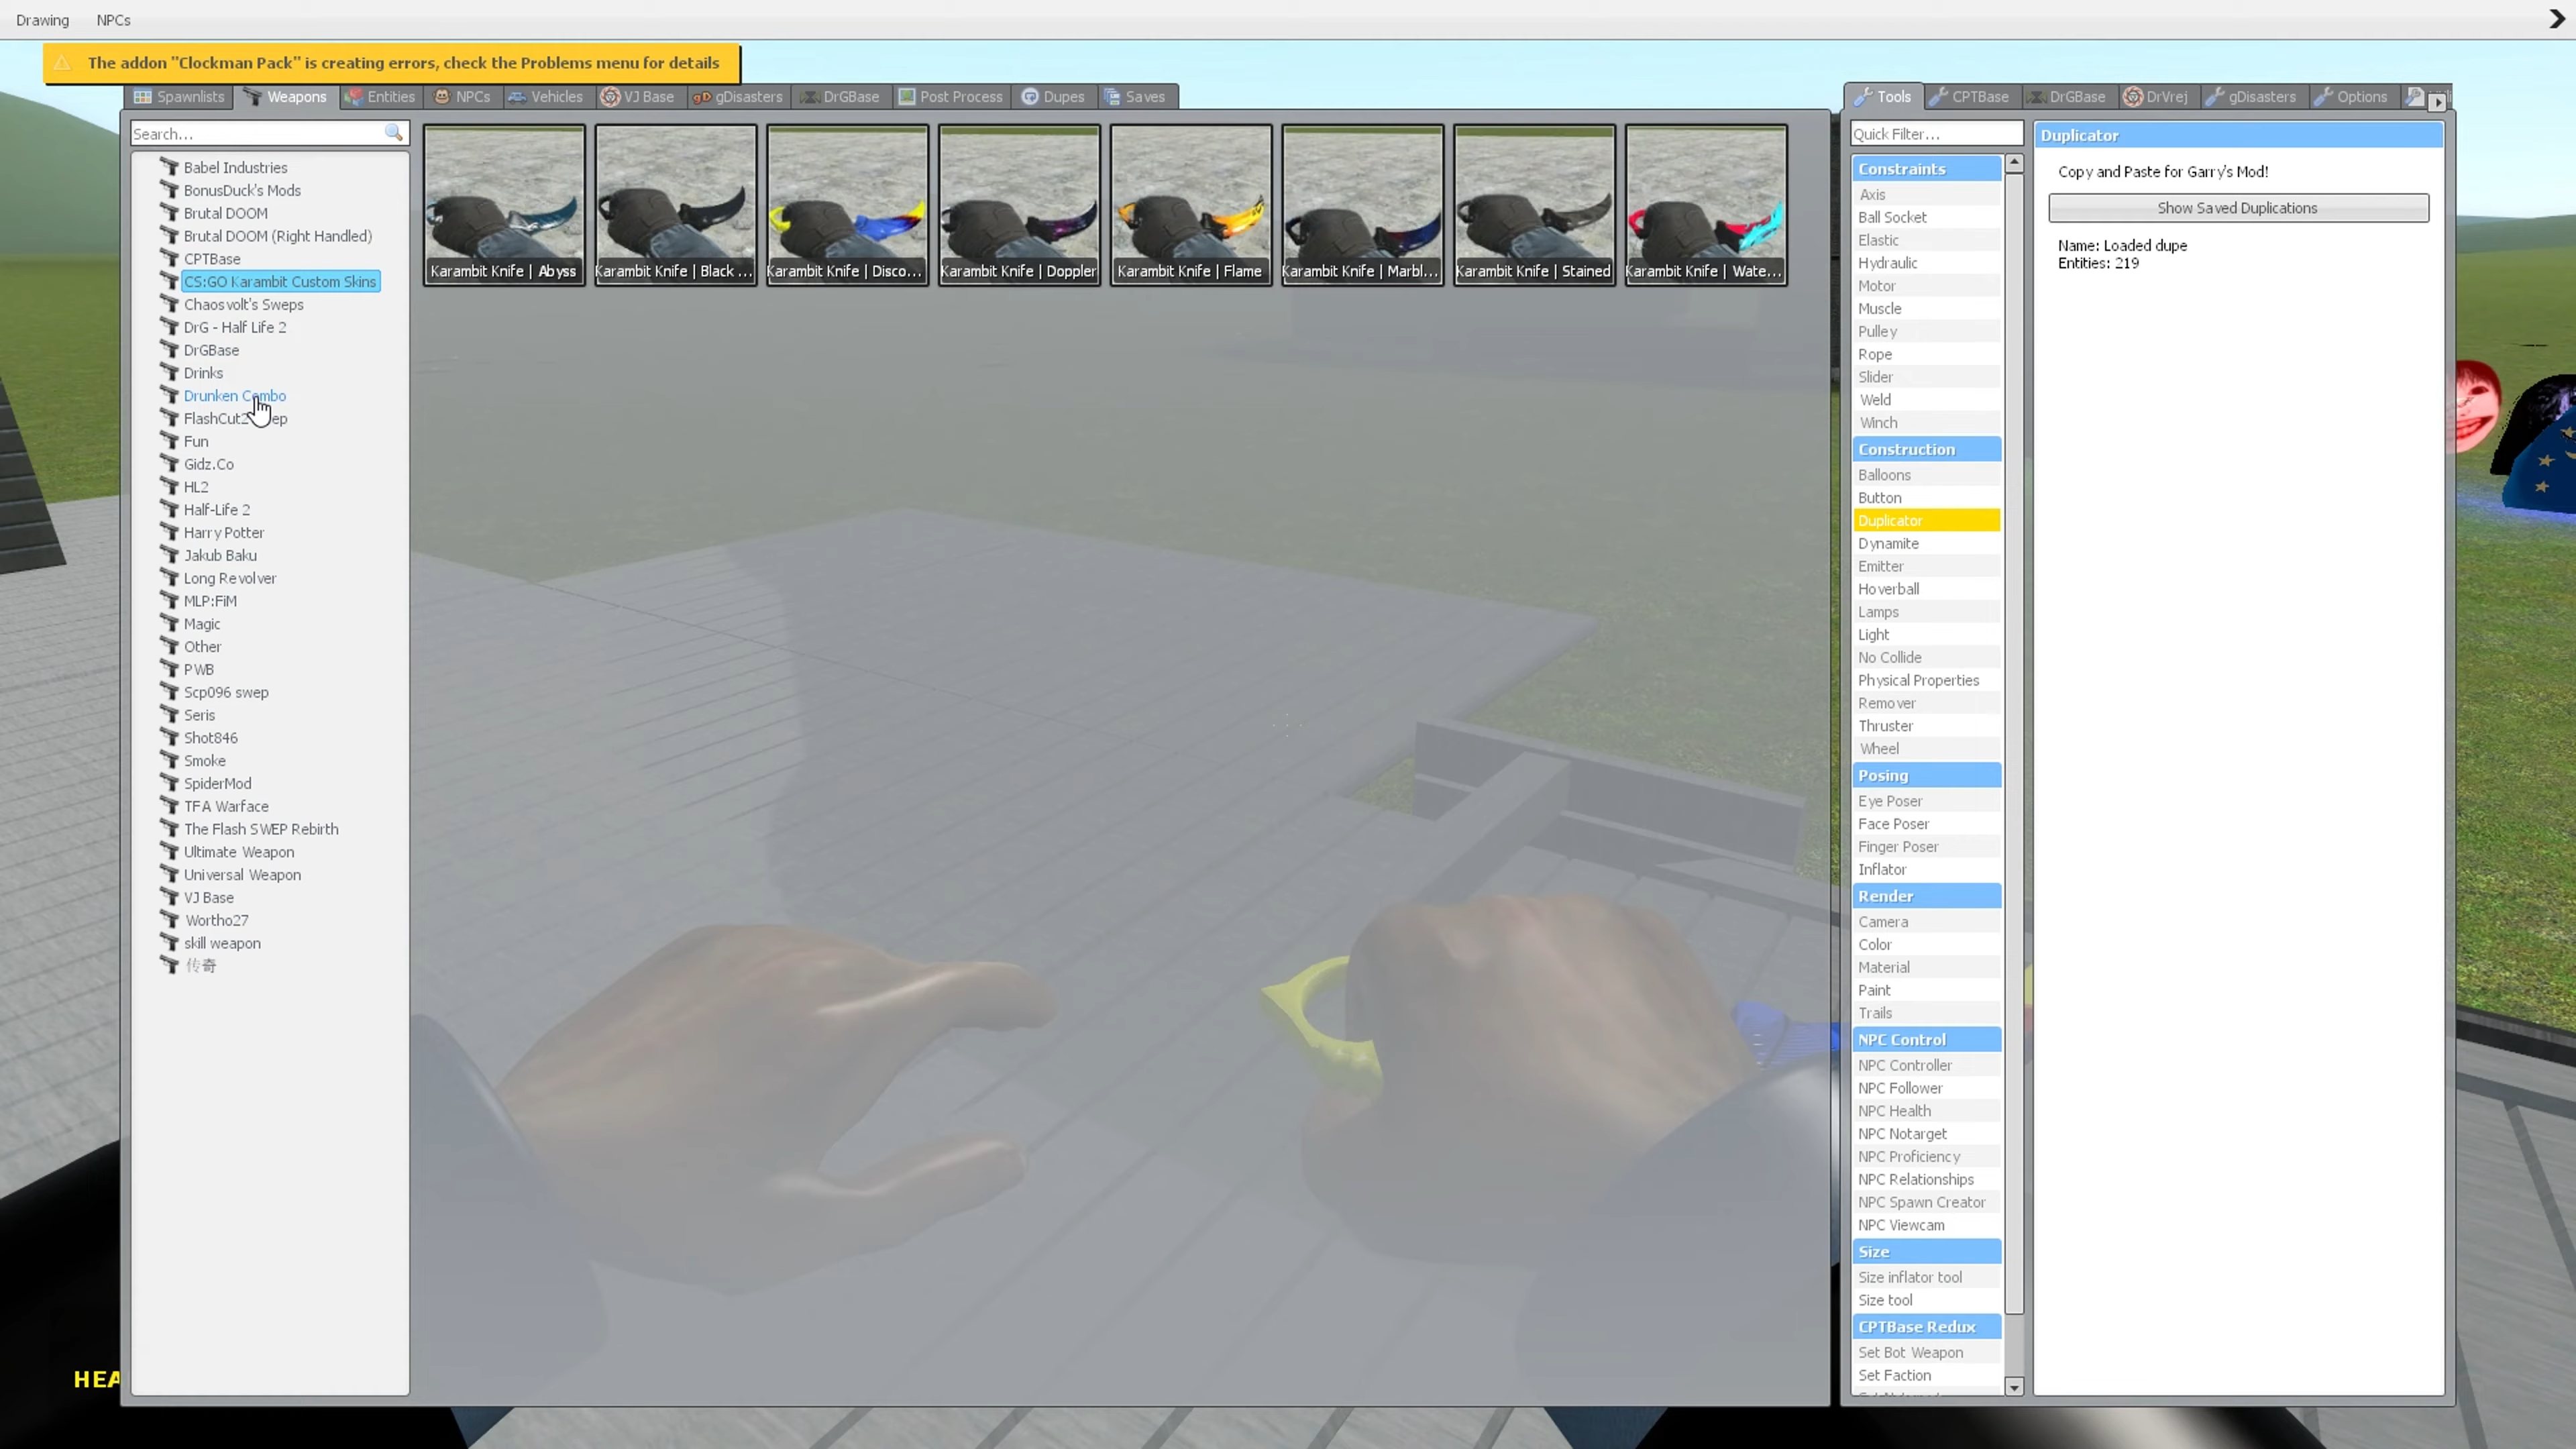 Drawing NPCs
The addon "Clockman Pack" is creating errors, check the Problems menu for details
Spawnlists Weapons Entities NPCs Vehicles VJ Base gDisasters DrGBase Post Process Dupes Saves
Search...
Babel Industries
BonusDuck's Mods
Brutal DOOM
Brutal DOOM (Right Handled)
CPTBase
CS:GO Karambit Custom Skins
Chaosvolt's Sweps
DrG - Half Life 2
DrGBase
Drinks
Drunken Combo
Fun
Gidz.Co
HL2
Half-Life 2
Harry Potter
Jakub Baku
Long Revolver
MLP:FiM
Magic
Other
PWB
Scp096 swep
Seris
Shot846
Smoke
SpiderMod
TFA Warface
The Flash SWEP Rebirth
Ultimate Weapon
Universal Weapon
VJ Base
Wortho27
skill weapon
传奇
Karambit Knife | Abyss
Karambit Knife | Black ...
Karambit Knife | Disco...
Karambit Knife | Doppler
Karambit Knife | Flame
Karambit Knife | Marbl...
Karambit Knife | Stained
Karambit Knife | Wate...
Tools CPTBase DrGBase DrVrej gDisasters Options
Quick Filter...
Constraints
Axis
Ball Socket
Elastic
Hydraulic
Motor
Muscle
Pulley
Rope
Slider
Weld
Winch
Construction
Balloons
Button
Duplicator
Dynamite
Emitter
Hoverball
Lamps
Light
No Collide
Physical Properties
Remover
Thruster
Wheel
Posing
Eye Poser
Face Poser
Finger Poser
Inflator
Render
Camera
Color
Material
Paint
Trails
NPC Control
NPC Controller
NPC Follower
NPC Health
NPC Notarget
NPC Proficiency
NPC Relationships
NPC Spawn Creator
NPC Viewcam
Size
Size inflator tool
Size tool
CPTBase Redux
Set Bot Weapon
Set Faction
Duplicator
Copy and Paste for Garry's Mod!
Show Saved Duplications
Name: Loaded dupe
Entities: 219
HEA